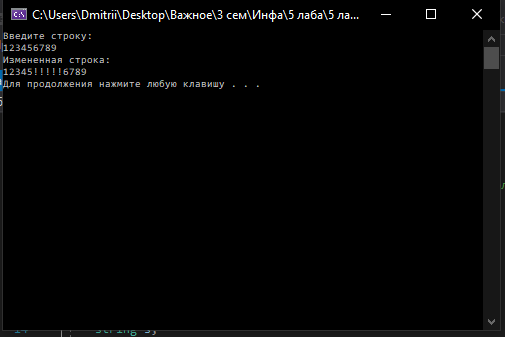 C:\Users\Dmitrii\Desktop\Важное\3 сем\Инфа\5 лаба\5 ла...
Введите строку:
123456789
Измененная строка:
12345!!!!!6789
Для продолжения нажмите любую клавишу . . .